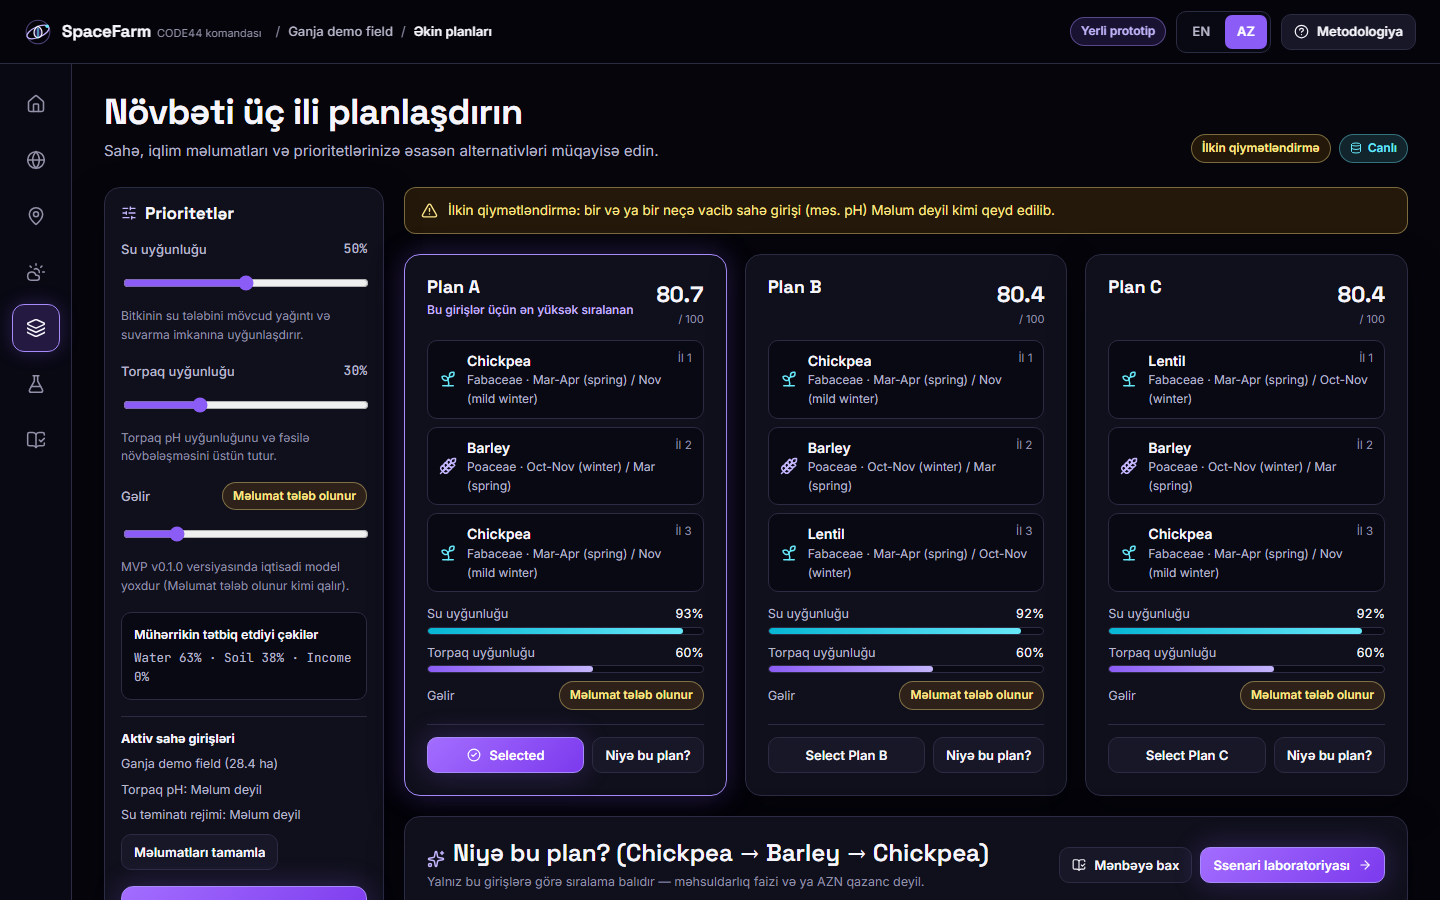 SpaceFarm CODE44 komandası / Ganja demo field / Əkin planları
Yerli prototip
EN
AZ
Metodologiya
Növbəti üç ili planlaşdırın
Sahə, iqlim məlumatları və prioritetlərinizə əsasən alternativləri müqayisə edin.
İlkin qiymətləndirmə
Canlı
Prioritetlər
Su uyğunluğu 50%
Bitkinin su tələbini mövcud yağıntı və
suvarma imkanına uyğunlaşdırır.
Torpaq uyğunluğu 30%
Torpaq pH uyğunluğunu və fəsilə
növbələşməsini üstün tutur.
Gəlir Məlumat tələb olunur
MVP v0.1.0 versiyasında iqtisadi model
yoxdur (Məlumat tələb olunur kimi qalır).
Mühərrikin tətbiq etdiyi çəkilər
Water 63% · Soil 38% · Income
0%
Aktiv sahə girişləri
Ganja demo field (28.4 ha)
Torpaq pH: Məlum deyil
Su təminatı rejimi: Məlum deyil
Məlumatları tamamla
İlkin qiymətləndirmə: bir və ya bir neçə vacib sahə girişi (məs. pH) Məlum deyil kimi qeyd edilib.
Plan A
Bu girişlər üçün ən yüksək sıralanan
80.7
/ 100
Chickpea İl 1
Fabaceae · Mar-Apr (spring) / Nov
(mild winter)
Barley İl 2
Poaceae · Oct-Nov (winter) / Mar
(spring)
Chickpea İl 3
Fabaceae · Mar-Apr (spring) / Nov
(mild winter)
Su uyğunluğu 93%
Torpaq uyğunluğu 60%
Gəlir Məlumat tələb olunur
Selected
Niyə bu plan?
Plan B
80.4
/ 100
Chickpea İl 1
Fabaceae · Mar-Apr (spring) / Nov
(mild winter)
Barley İl 2
Poaceae · Oct-Nov (winter) / Mar
(spring)
Lentil İl 3
Fabaceae · Mar-Apr (spring) / Oct-Nov
(winter)
Su uyğunluğu 92%
Torpaq uyğunluğu 60%
Gəlir Məlumat tələb olunur
Select Plan B
Niyə bu plan?
Plan C
80.4
/ 100
Lentil İl 1
Fabaceae · Mar-Apr (spring) / Oct-Nov
(winter)
Barley İl 2
Poaceae · Oct-Nov (winter) / Mar
(spring)
Chickpea İl 3
Fabaceae · Mar-Apr (spring) / Nov
(mild winter)
Su uyğunluğu 92%
Torpaq uyğunluğu 60%
Gəlir Məlumat tələb olunur
Select Plan C
Niyə bu plan?
Niyə bu plan? (Chickpea → Barley → Chickpea)
Yalnız bu girişlərə görə sıralama balıdır — məhsuldarlıq faizi və ya AZN qazanc deyil.
Mənbəyə bax
Ssenari laboratoriyası →